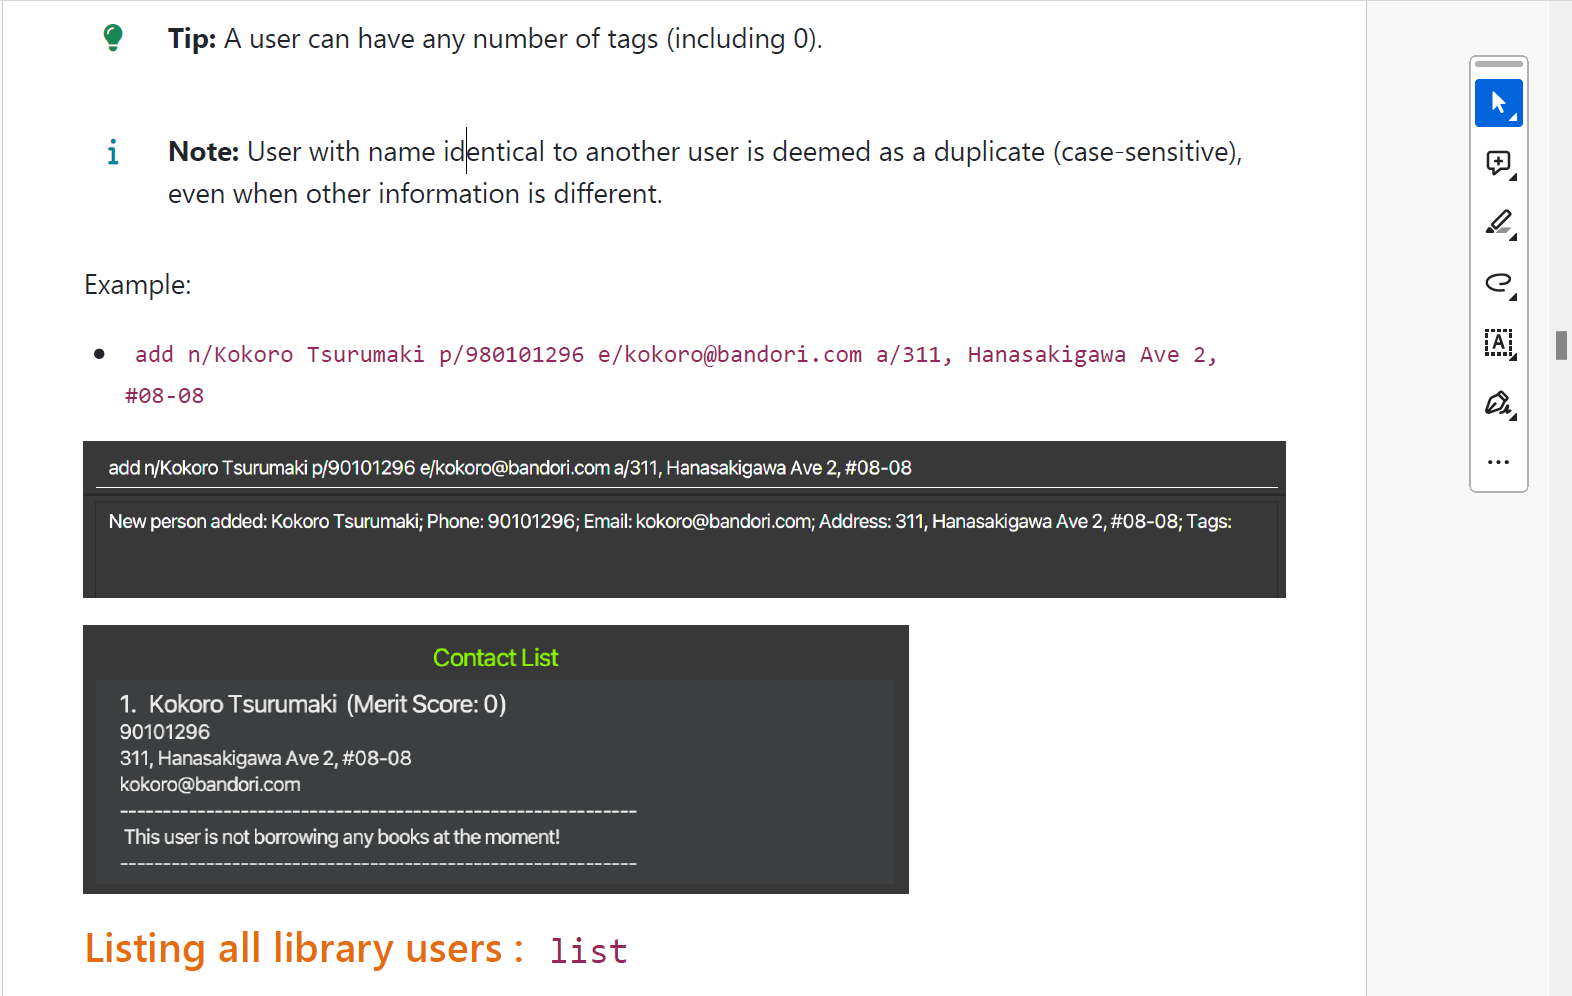 Tip: A user can have any number of tags (including 0).
Note: User with name identical to another user is deemed as a duplicate (case-sensitive),
even when other information is different.
Example:
add n/Kokoro Tsurumaki p/980101296 e/kokoro@bandori.com a/311, Hanasakigawa Ave 2,
#08-08
add n/Kokoro Tsurumaki p/90101296 e/kokoro@bandori.com a/311, Hanasakigawa Ave 2, #08-08
New person added: Kokoro Tsurumaki; Phone: 90101296; Email: kokoro@bandori.com; Address: 311, Hanasakigawa Ave 2, #08-08; Tags:
Contact List
1. Kokoro Tsurumaki (Merit Score: 0)
90101296
311, Hanasakigawa Ave 2, #08-08
kokoro@bandori.com
------------------------------------------------------------
This user is not borrowing any books at the moment!
------------------------------------------------------------
Listing all library users : list